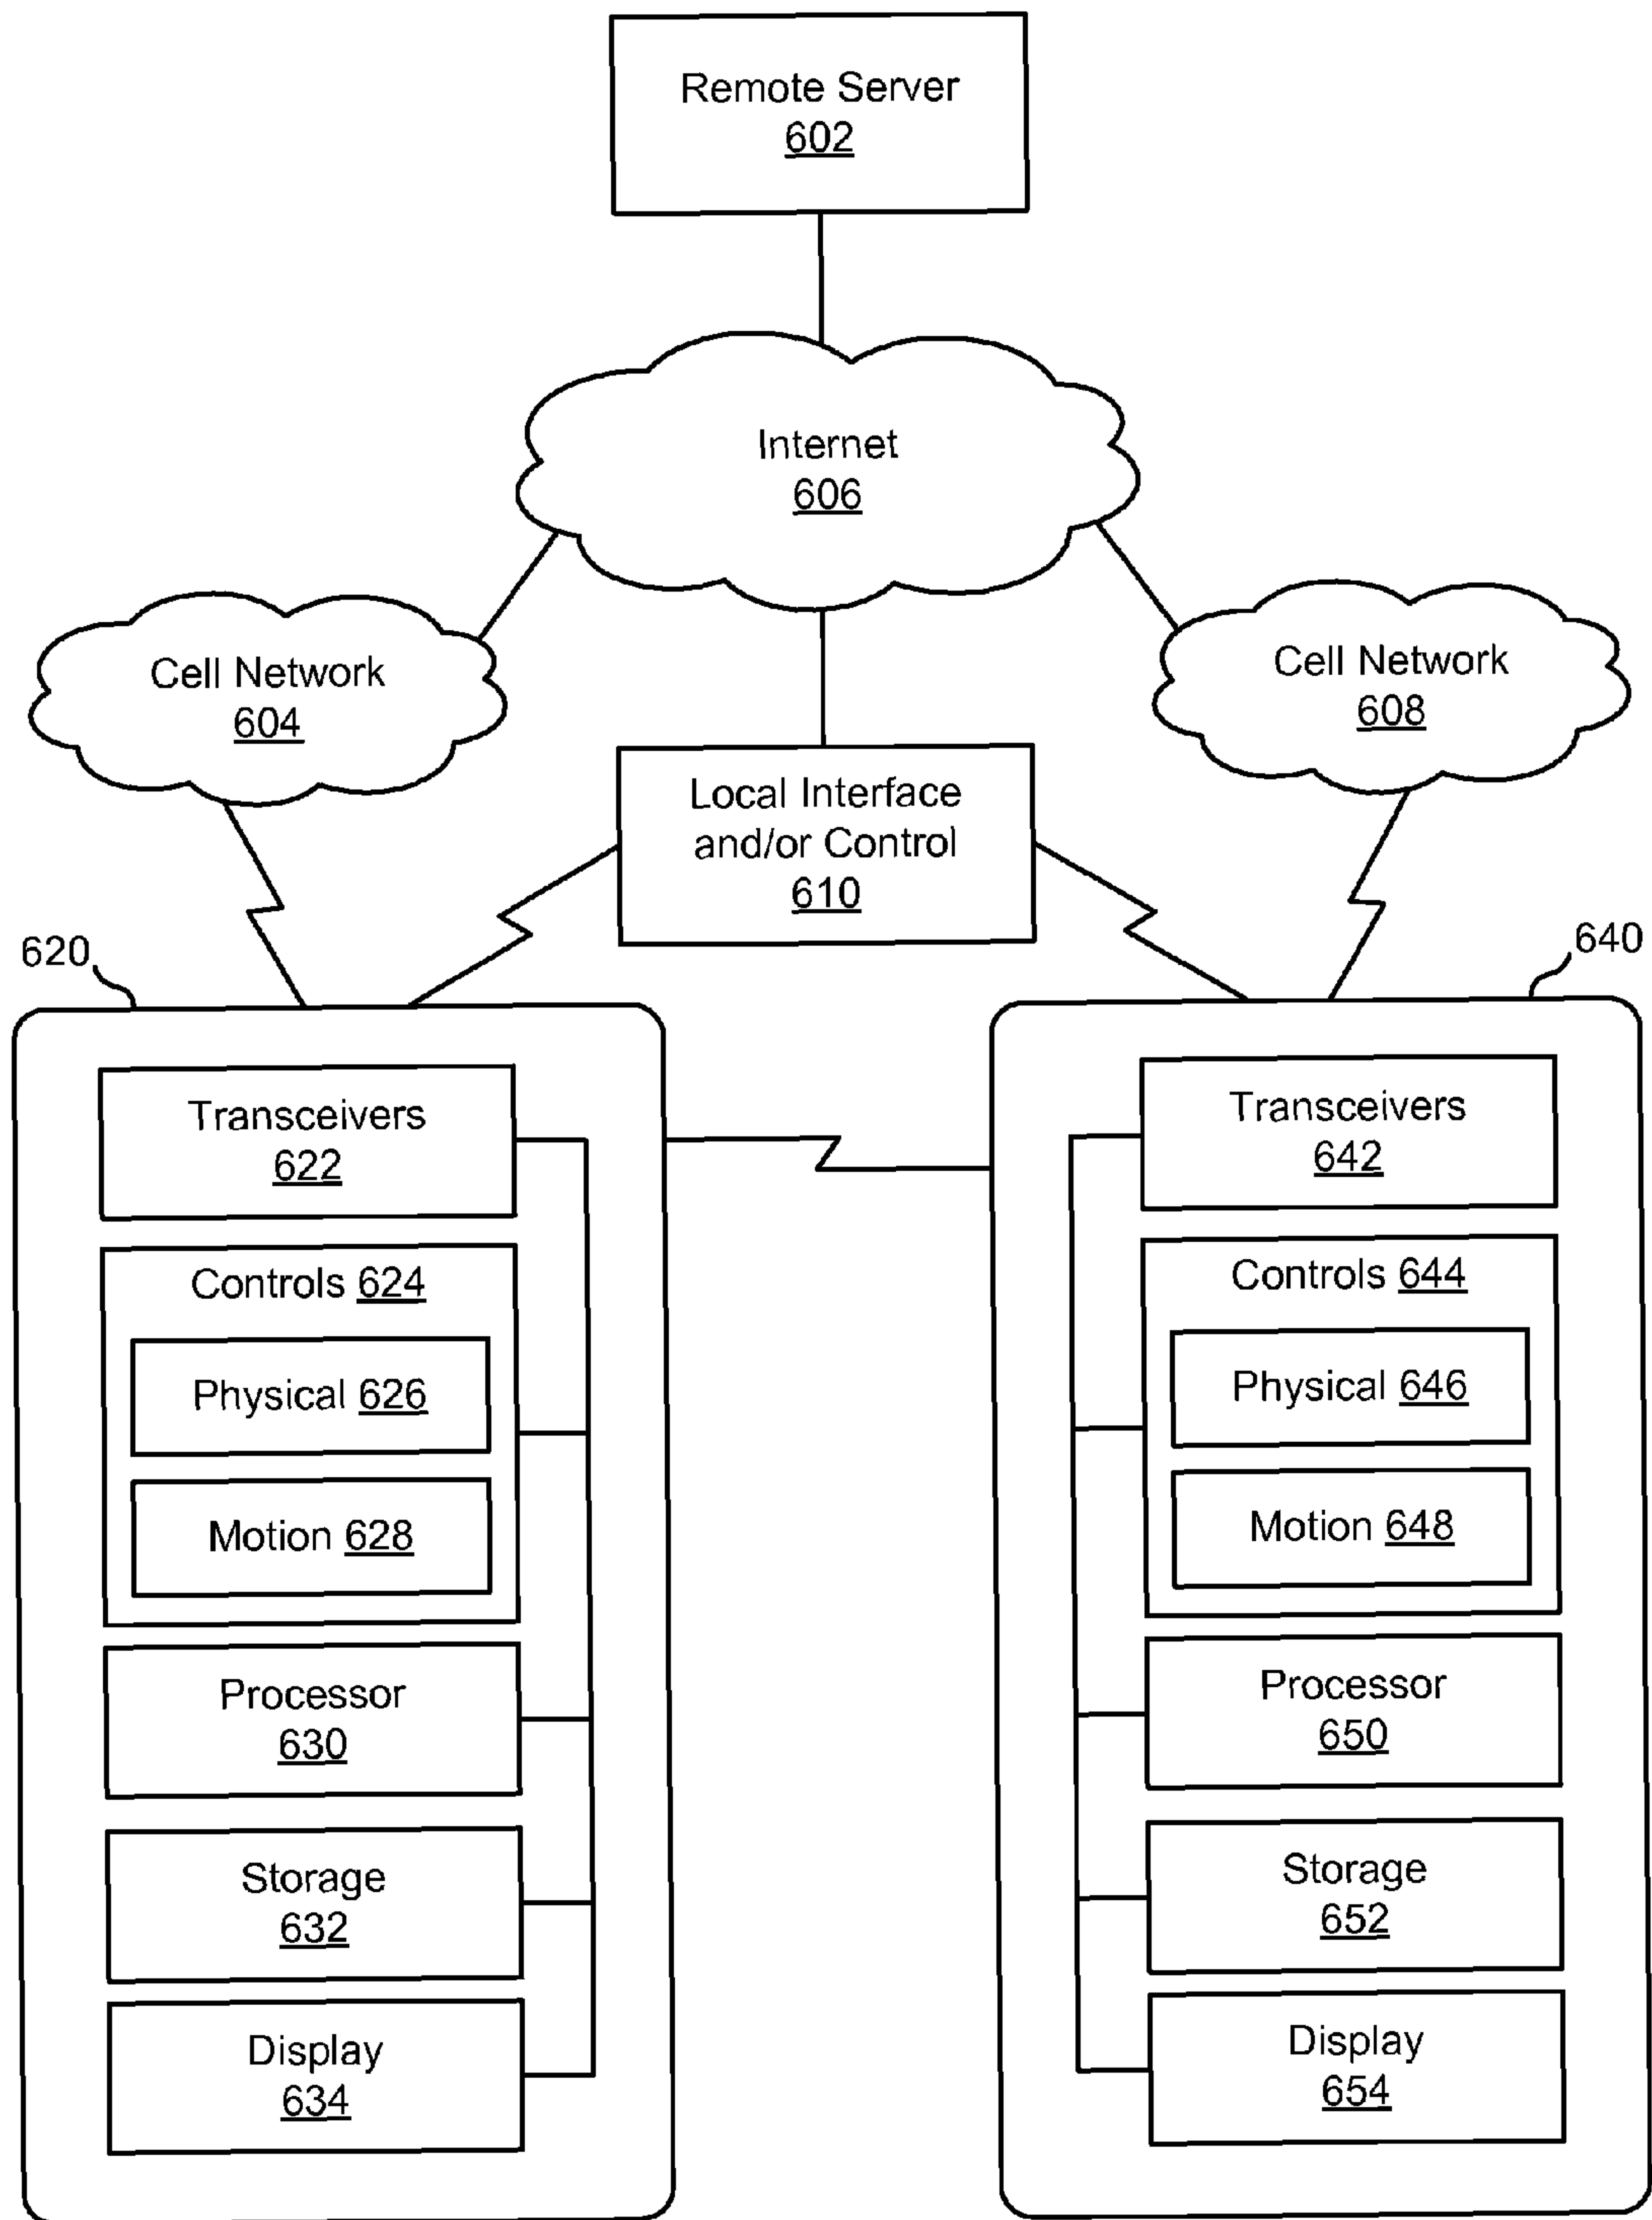 Remote Server
602
Internet
606
Cell Network
604
Cell Network
608
Local Interface
and/or Control
610
620
640
Transceivers
622
Controls 624
Physical 626
Motion 628
Processor
630
Storage
632
Display
634
Transceivers
642
Controls 644
Physical 646
Motion 648
Processor
650
Storage
652
Display
654